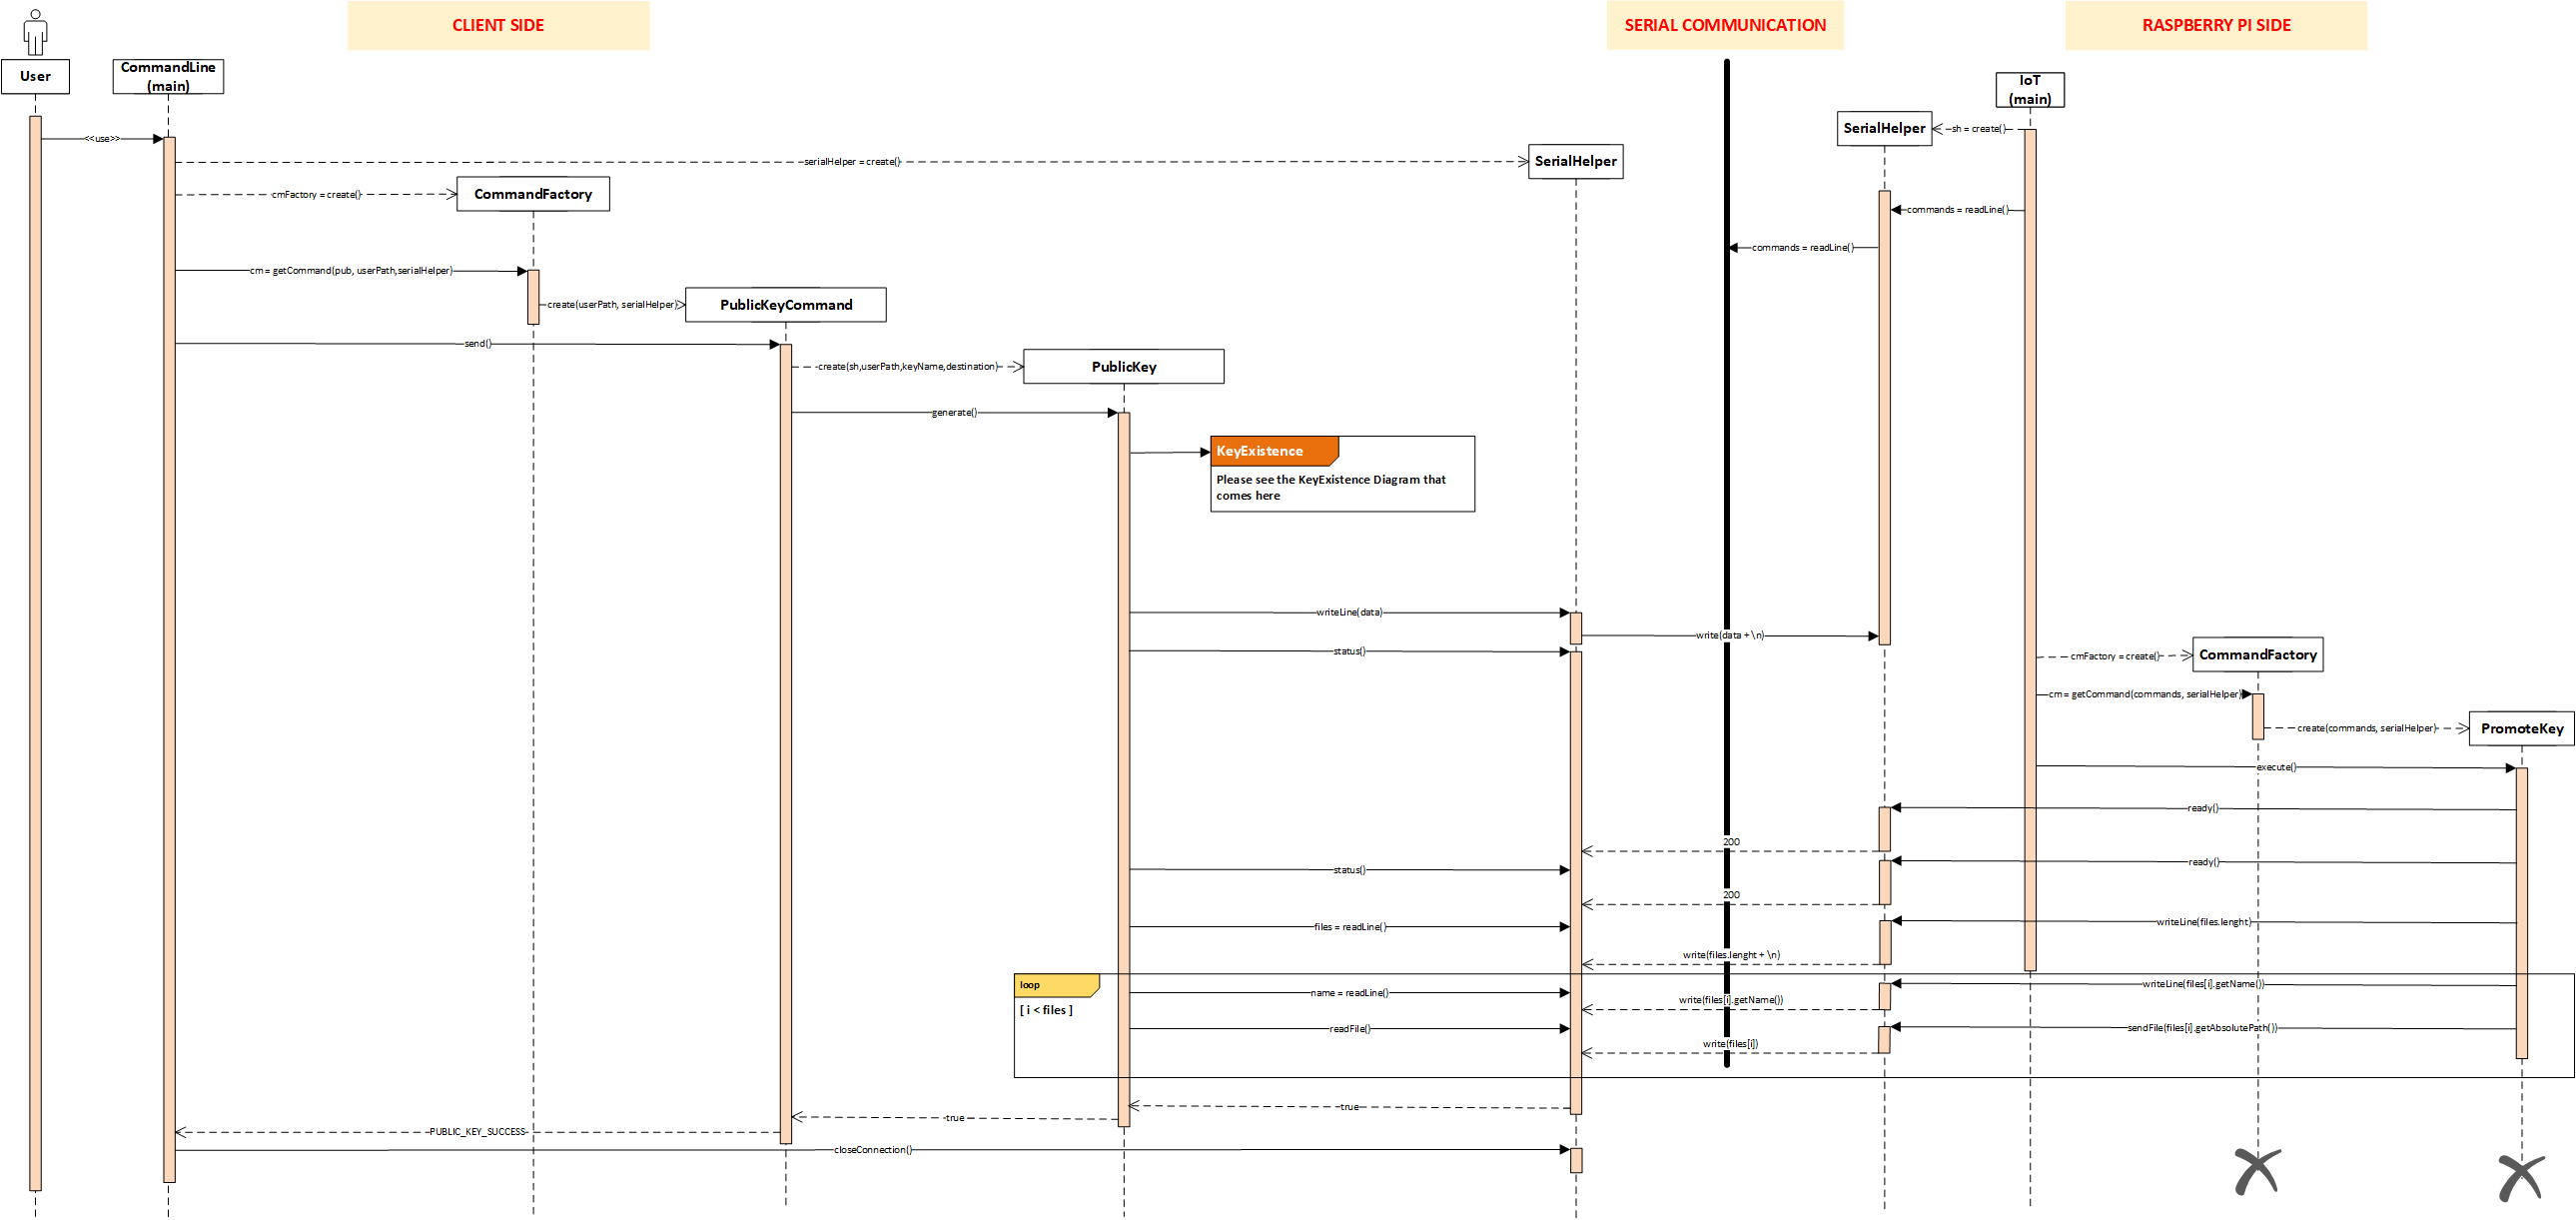 CLIENT SIDE
SERIAL COMMUNICATION
RASPBERRY PI SIDE
User
CommandLine
(main)
IoT
(main)
SerialHelper
sh = create()
<<use>>
serialHelper = create()
SerialHelper
cmFactory = create()
CommandFactory
commands = readLine()
commands = readLine()
cm = getCommand(pub, userPath,serialHelper)
create(userPath, serialHelper)
PublicKeyCommand
send()
create(sh,userPath,keyName,destination)
PublicKey
generate()
KeyExistence
Please see the KeyExistence Diagram that
comes here
writeLine(data)
write(data + \n)
status()
cmFactory = create()
CommandFactory
cm = getCommand(commands, serialHelper)
create(commands, serialHelper)
PromoteKey
execute()
ready()
200
ready()
status()
200
writeLine(files.lenght)
files = readLine()
write(files.lenght + \n)
loop
[ i < files ]
name = readLine()
writeLine(files[i].getName())
write(files[i].getName())
readFile()
sendFile(files[i].getAbsolutePath())
write(files[i])
true
true
PUBLIC_KEY_SUCCESS
closeConnection()